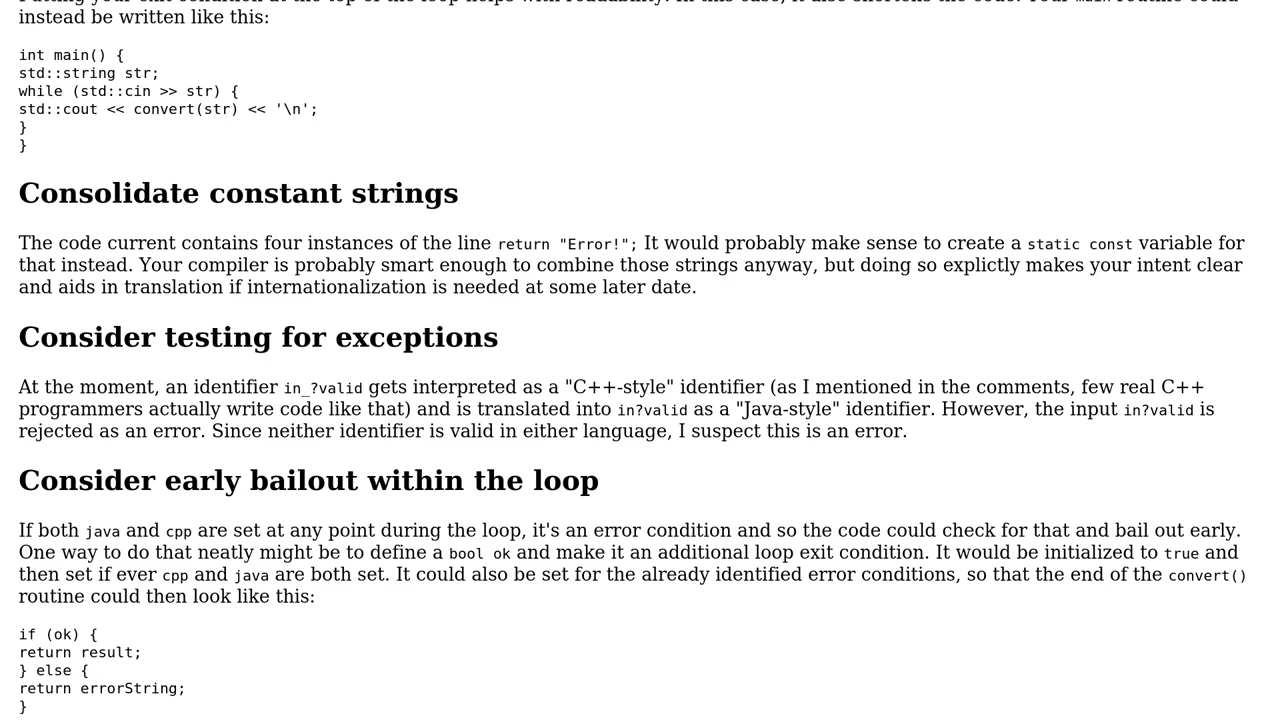 instead be written like this:
int main() {
std::string str;
while (std::cin >> str) {
std::cout << convert(str) << '\n';
}
}
Consolidate constant strings
The code current contains four instances of the line return "Error!"; It would probably make sense to create a static const variable for
that instead. Your compiler is probably smart enough to combine those strings anyway, but doing so explictly makes your intent clear
and aids in translation if internationalization is needed at some later date.
Consider testing for exceptions
At the moment, an identifier in_?valid gets interpreted as a "C++-style" identifier (as I mentioned in the comments, few real C++
programmers actually write code like that) and is translated into in?valid as a "Java-style" identifier. However, the input in?valid is
rejected as an error. Since neither identifier is valid in either language, I suspect this is an error.
Consider early bailout within the loop
If both java and cpp are set at any point during the loop, it's an error condition and so the code could check for that and bail out early.
One way to do that neatly might be to define a bool ok and make it an additional loop exit condition. It would be initialized to true and
then set if ever cpp and java are both set. It could also be set for the already identified error conditions, so that the end of the convert()
routine could then look like this:
if (ok) {
return result;
} else {
return errorString;
}